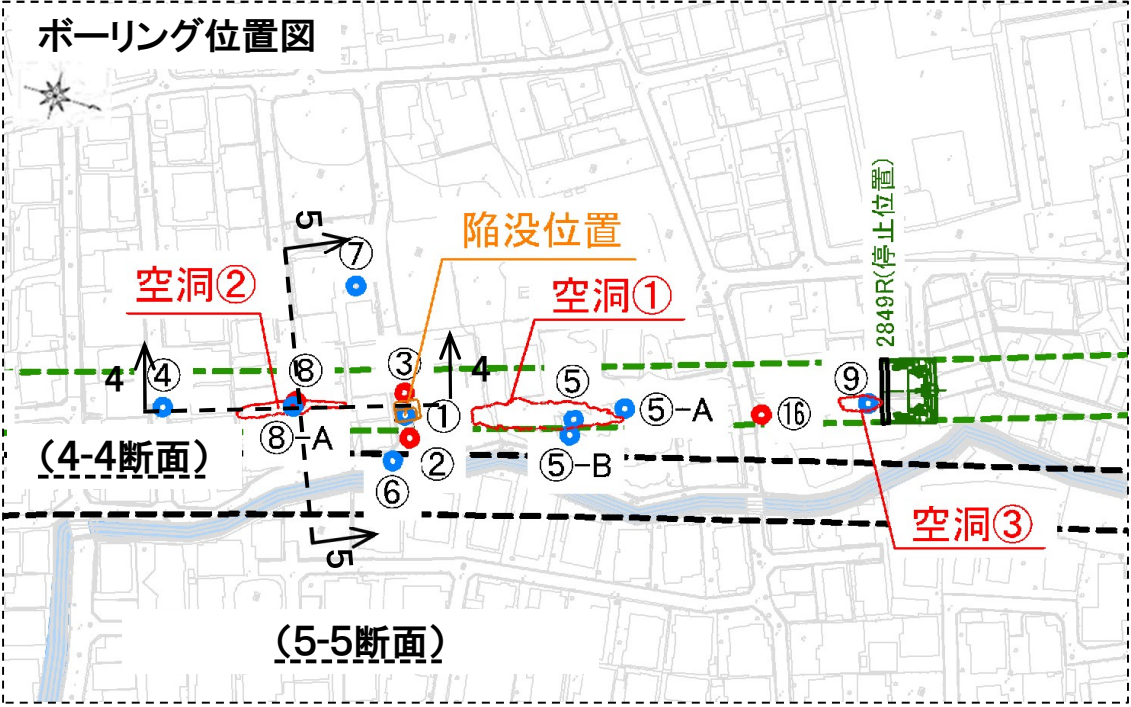 ボーリング位置図
5
⑦
陥没位置
2849R(停止位置)
空洞②
空洞①
4
④
⑧
③
4
⑤
⑤-A
⑨
⑧-A
①
⑯
(4-4断面)
②
⑤-B
⑥
空洞③
5
(5-5断面)